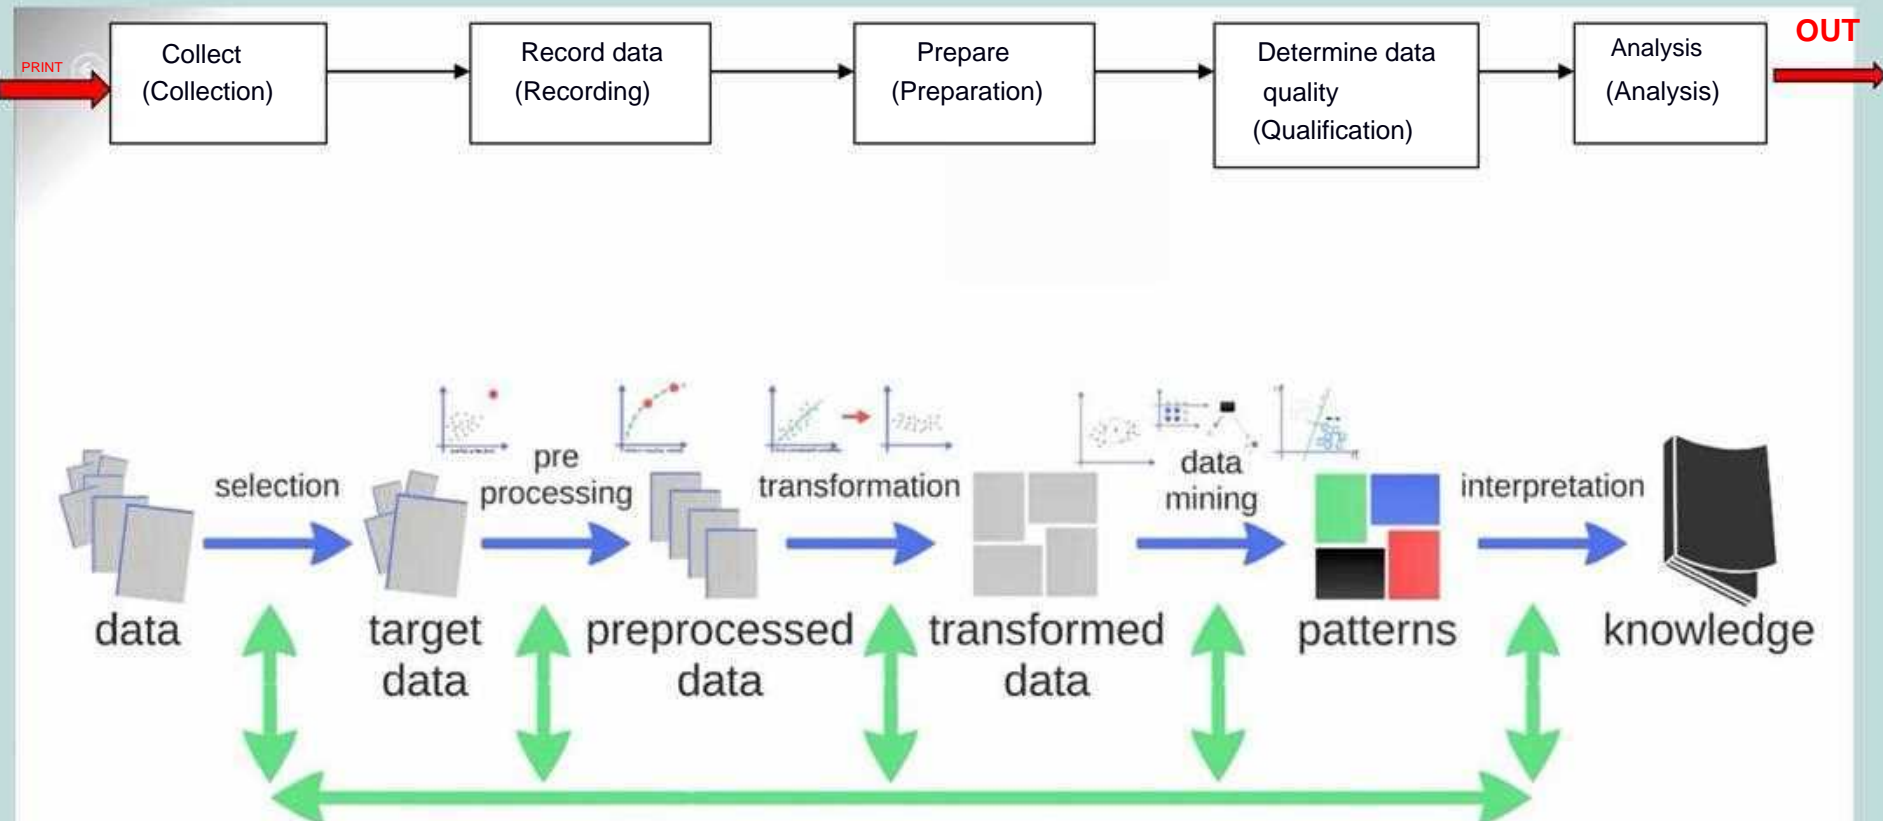 PRINT
Collect
(Collection)
Record data
(Recording)
Prepare
(Preparation)
Determine data
quality
(Qualification)
Analysis
(Analysis)
OUT
selection
pre
processing
transformation
data
mining
interpretation
data
target
data
preprocessed
data
transformed
data
patterns
knowledge